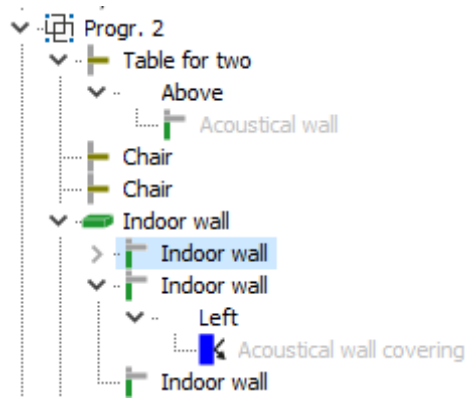 Progr. 2
Table for two
Above
Acoustical wall
Chair
Chair
Indoor wall
Indoor wall
Indoor wall
Left
Acoustical wall covering
Indoor wall